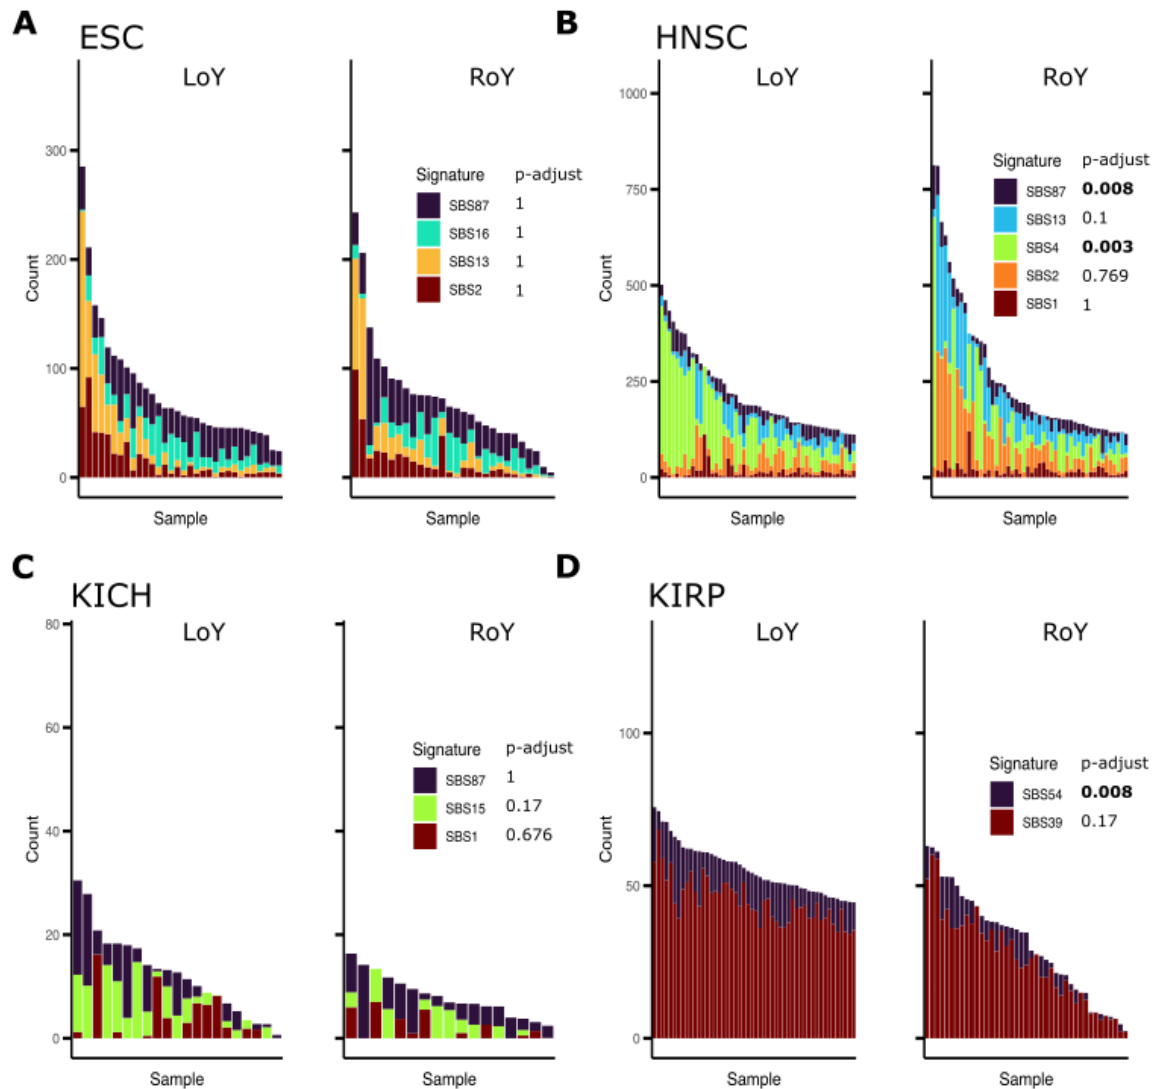 A
ESC
LoY
RoY
300
200
100
0
Count
Sample
Sample
Signature p-adjust
SBS87 1
SBS16 1
SBS13 1
SBS2 1
B
HNSC
LoY
RoY
1000
750
500
250
0
Count
Sample
Sample
Signature p-adjust
SBS87 0.008
SBS13 0.1
SBS4 0.003
SBS2 0.769
SBS1 1
C
KICH
LoY
RoY
80
60
40
20
0
Count
Sample
Sample
Signature p-adjust
SBS87 1
SBS15 0.17
SBS1 0.676
D
KIRP
LoY
RoY
100
50
0
Count
Sample
Sample
Signature p-adjust
SBS54 0.008
SBS39 0.17